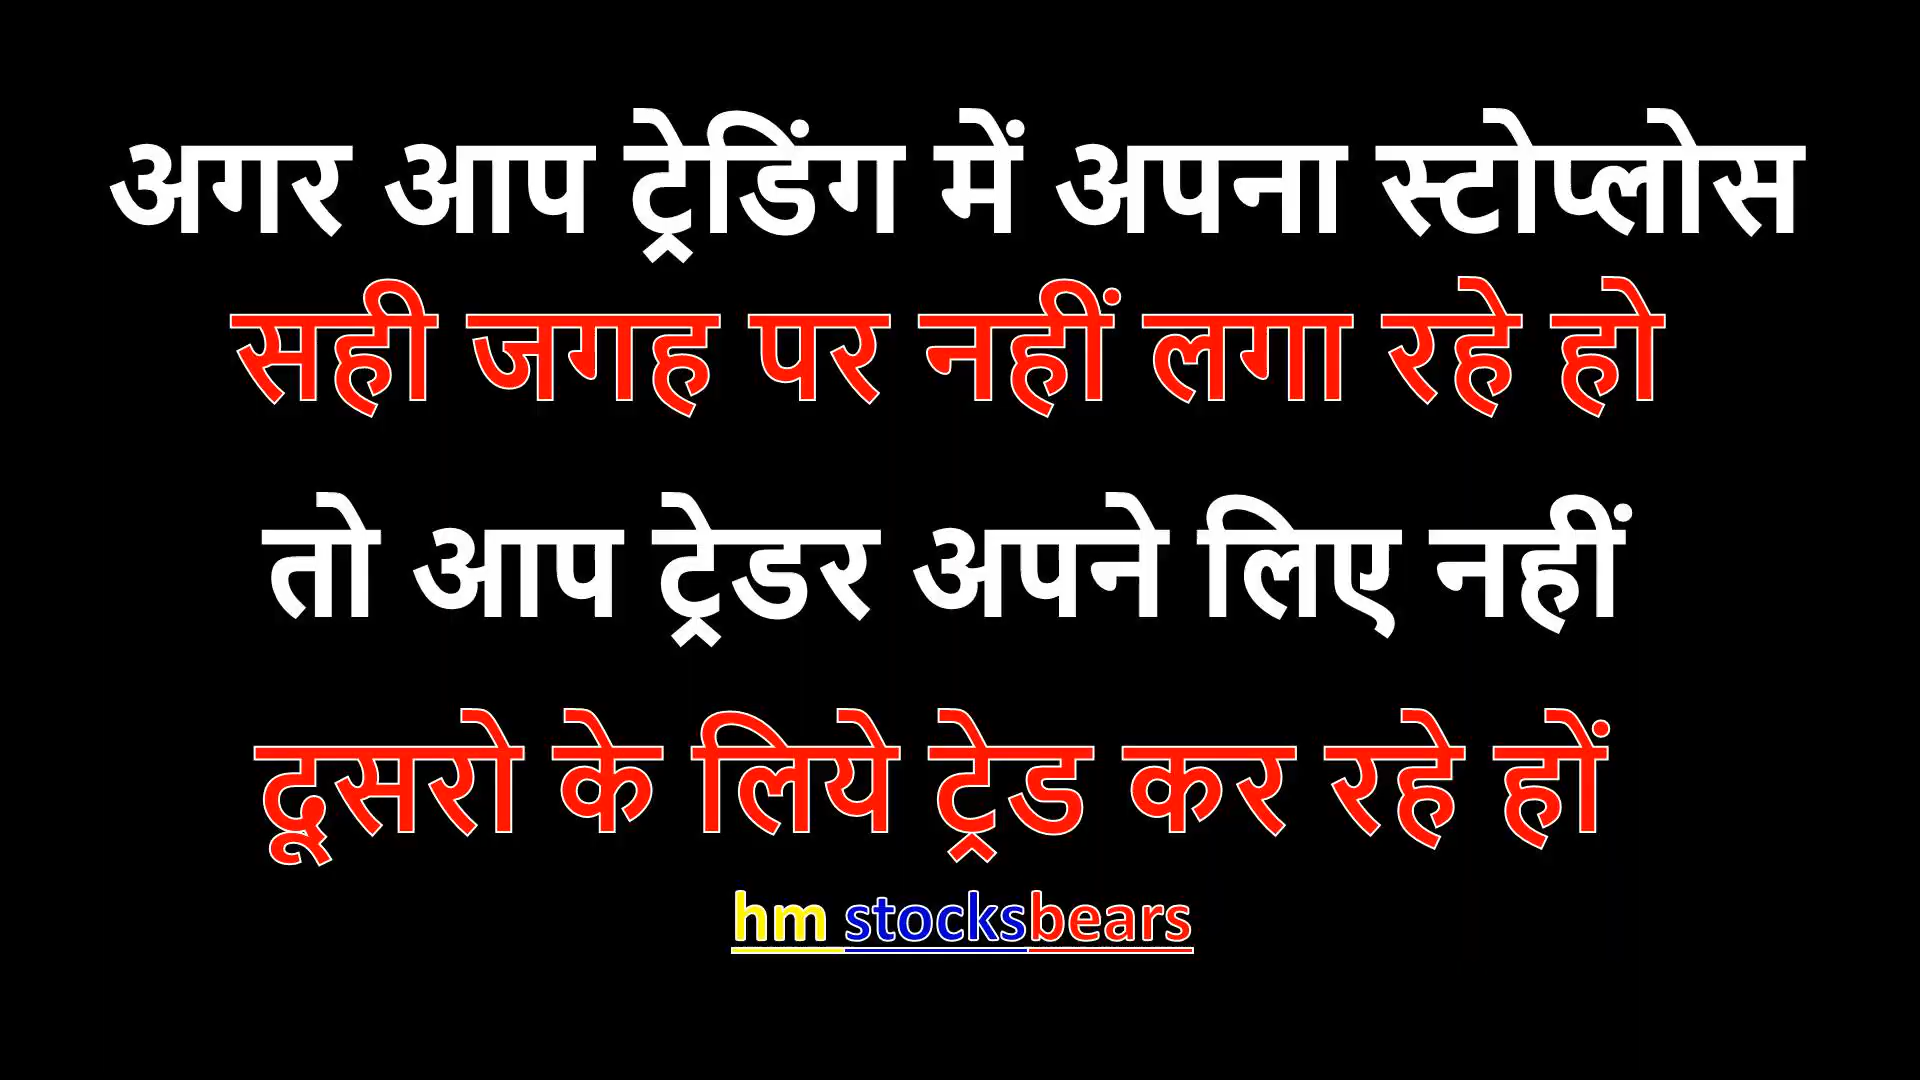 अगर आप ट्रेडिंग में अपना स्टोप्लोस
सही जगह पर नहीं लगा रहे हो
तो आप ट्रेडर अपने लिए नहीं
दूसरो के लिये ट्रेड कर रहे हों
hm stocksbears